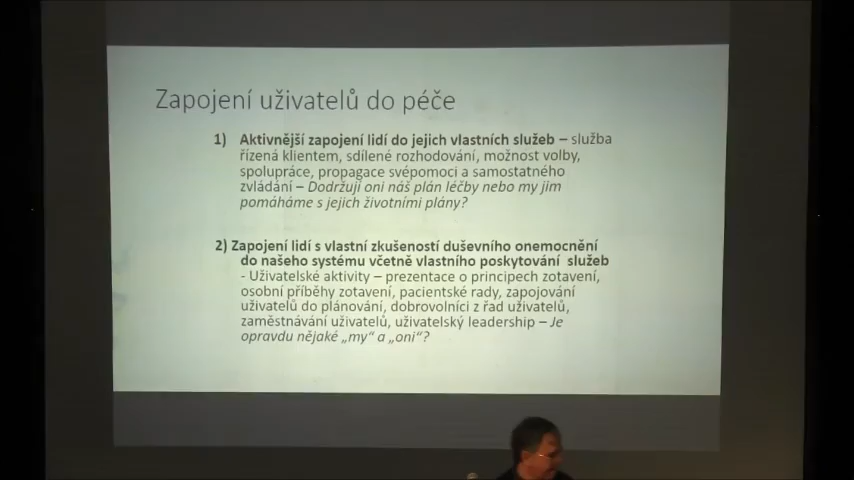 Zapojení uživatelů do péče
1) Aktivnější zapojení lidí do jejich vlastních služeb – služba
řízená klientem, sdílené rozhodování, možnost volby,
spolupráce, propagace svépomoci a samostatného
zvládání – Dodržují oni náš plán léčby nebo my jim
pomáháme s jejich životními plány?
2) Zapojení lidí s vlastní zkušeností duševního onemocnění
do našeho systému včetně vlastního poskytování služeb
- Uživatelské aktivity – prezentace o principech zotavení,
osobní příběhy zotavení, pacientské rady, zapojování
uživatelů do plánování, dobrovolníci z řad uživatelů,
zaměstnávání uživatelů, uživatelský leadership – Je
opravdu nějaké „my“ a „oni“?